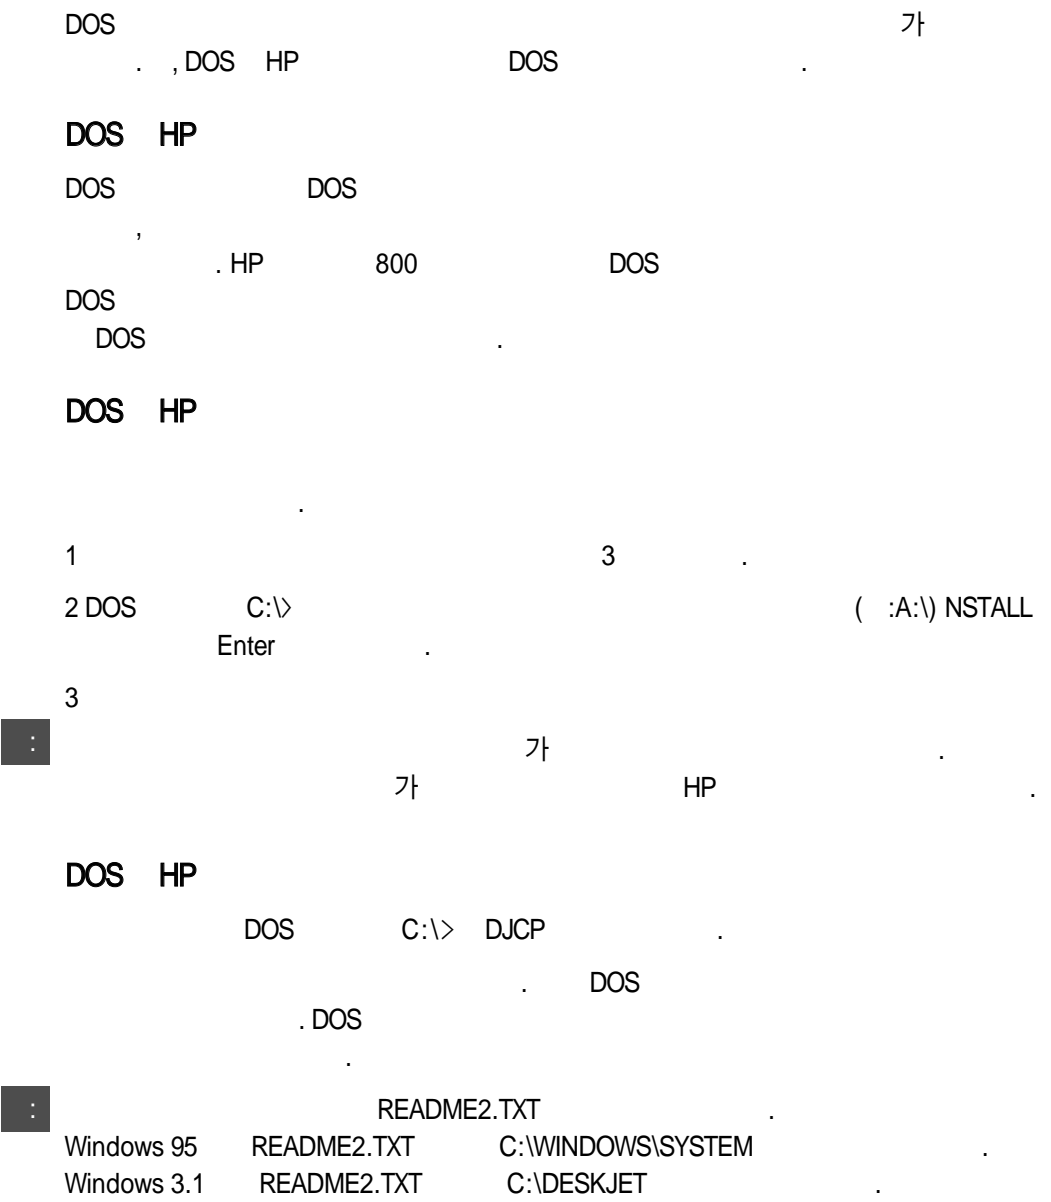 DOS 가
. , DOS HP DOS .
DOS HP
DOS DOS
,
. HP 800 DOS
DOS
DOS .
DOS HP
.
1 3 .
2 DOS C:\> ( :A:\) NSTALL
Enter .
3
: 가 .
가 HP .
DOS HP
DOS C:\> DJCP .
. DOS
. DOS
.
: README2.TXT .
Windows 95 README2.TXT C:\WINDOWS\SYSTEM .
Windows 3.1 README2.TXT C:\DESKJET .